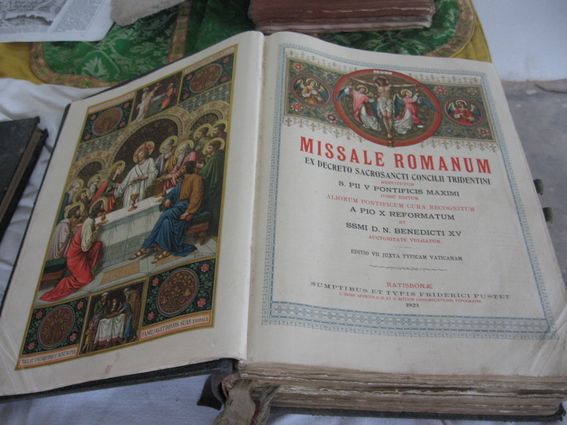 MISSALE ROMANUM
EX DECRETO SACROSANCTI CONCILII TRIDENTINI
RESTITUTUM
S. PII V PONTIFICIS MAXIMI
JUSSU EDITUM
ALIORUM PONTIFICUM CURA RECOGNITUM
A PIO X REFORMATUM
ET
SSMI D. N. BENEDICTI XV
AUCTORITATE VULGATUM
EDITIO VII JUXTA TYPICAM VATICANAM
RATISBONÆ
SUMPTIBUS ET TYPIS FRIDERICI PUSTET
1923